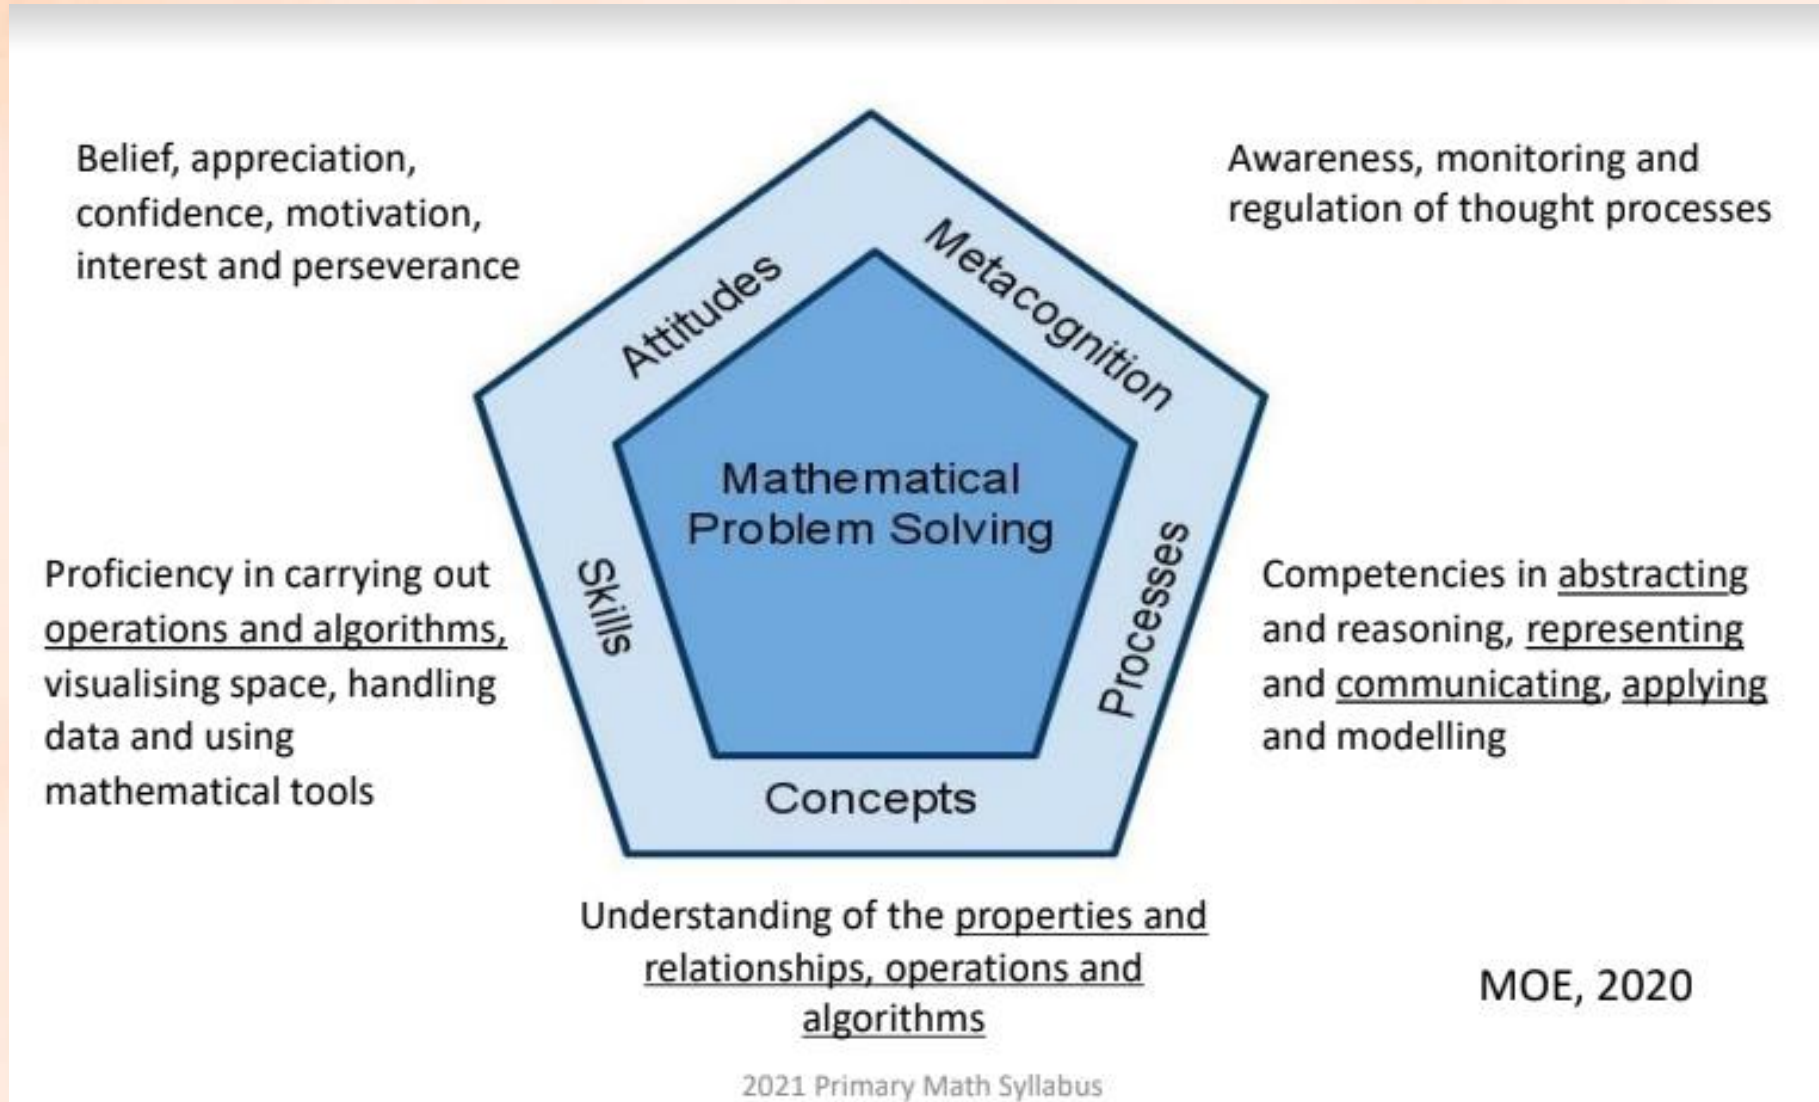 Belief, appreciation,
confidence, motivation,
interest and perseverance
Awareness, monitoring and
regulation of thought processes
Attitudes
Metacognition
Mathematical
Problem Solving
Skills
Processes
Concepts
Proficiency in carrying out
operations and algorithms,
visualising space, handling
data and using
mathematical tools
Competencies in abstracting
and reasoning, representing
and communicating, applying
and modelling
Understanding of the properties and
relationships, operations and
algorithms
MOE, 2020
2021 Primary Math Syllabus